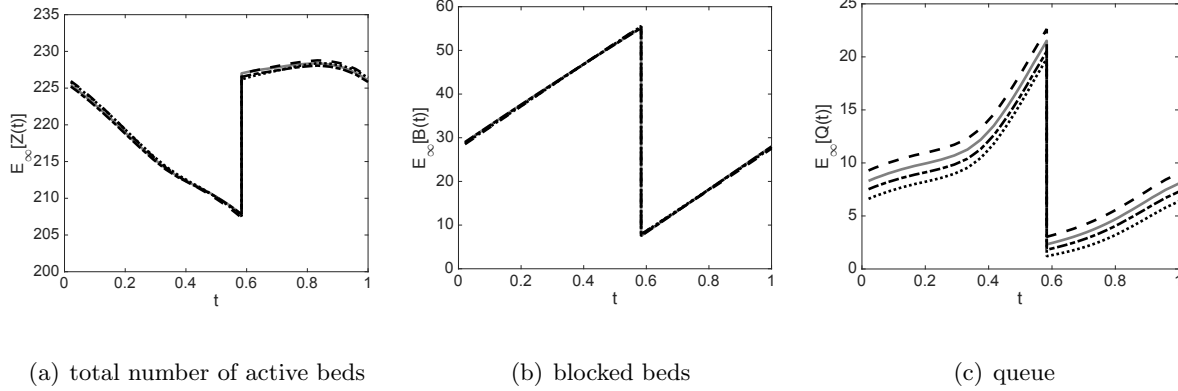 235
230
225
220
215
210
205
200
E∞[Z(t)]
0 0.2 0.4 0.6 0.8 1
t
60
50
40
30
20
10
0
E∞[B(t)]
0 0.2 0.4 0.6 0.8 1
t
25
20
15
10
5
0
E∞[Q(t)]
0 0.2 0.4 0.6 0.8 1
t
(a) total number of active beds
(b) blocked beds
(c) queue